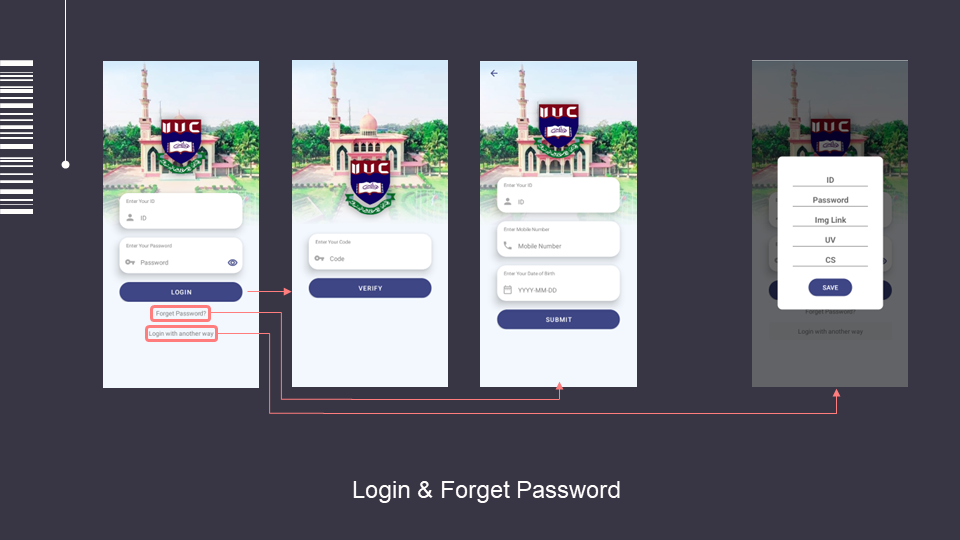 IIUC
Enter Your ID
ID
Enter Your Password
Password
LOGIN
Forget Password?
Login with another way
IIUC
Enter Your Code
Code
VERIFY
IIUC
Enter Your ID
ID
Enter Mobile Number
Mobile Number
Enter Your Date of Birth
YYYY-MM-DD
SUBMIT
IIUC
ID
Password
Img Link
UV
CS
SAVE
Forget Password?
Login with another way
Login & Forget Password